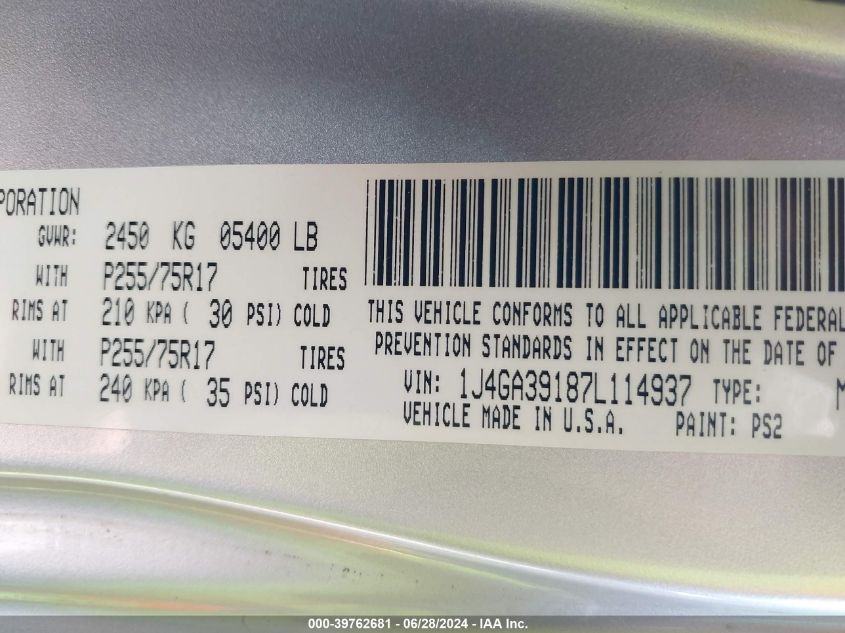 PORATION
GVWR: 2450 KG 05400 LB
WITH P255/75R17 TIRES
RIMS AT 210 KPA ( 30 PSI) COLD
WITH P255/75R17 TIRES
RIMS AT 240 KPA ( 35 PSI) COLD
THIS VEHICLE CONFORMS TO ALL APPLICABLE FEDERAL
PREVENTION STANDARDS IN EFFECT ON THE DATE OF
VIN: 1J4GA39187L114937 TYPE: M
VEHICLE MADE IN U.S.A. PAINT: PS2
000-39762681 - 06/28/2024 - IAA Inc.